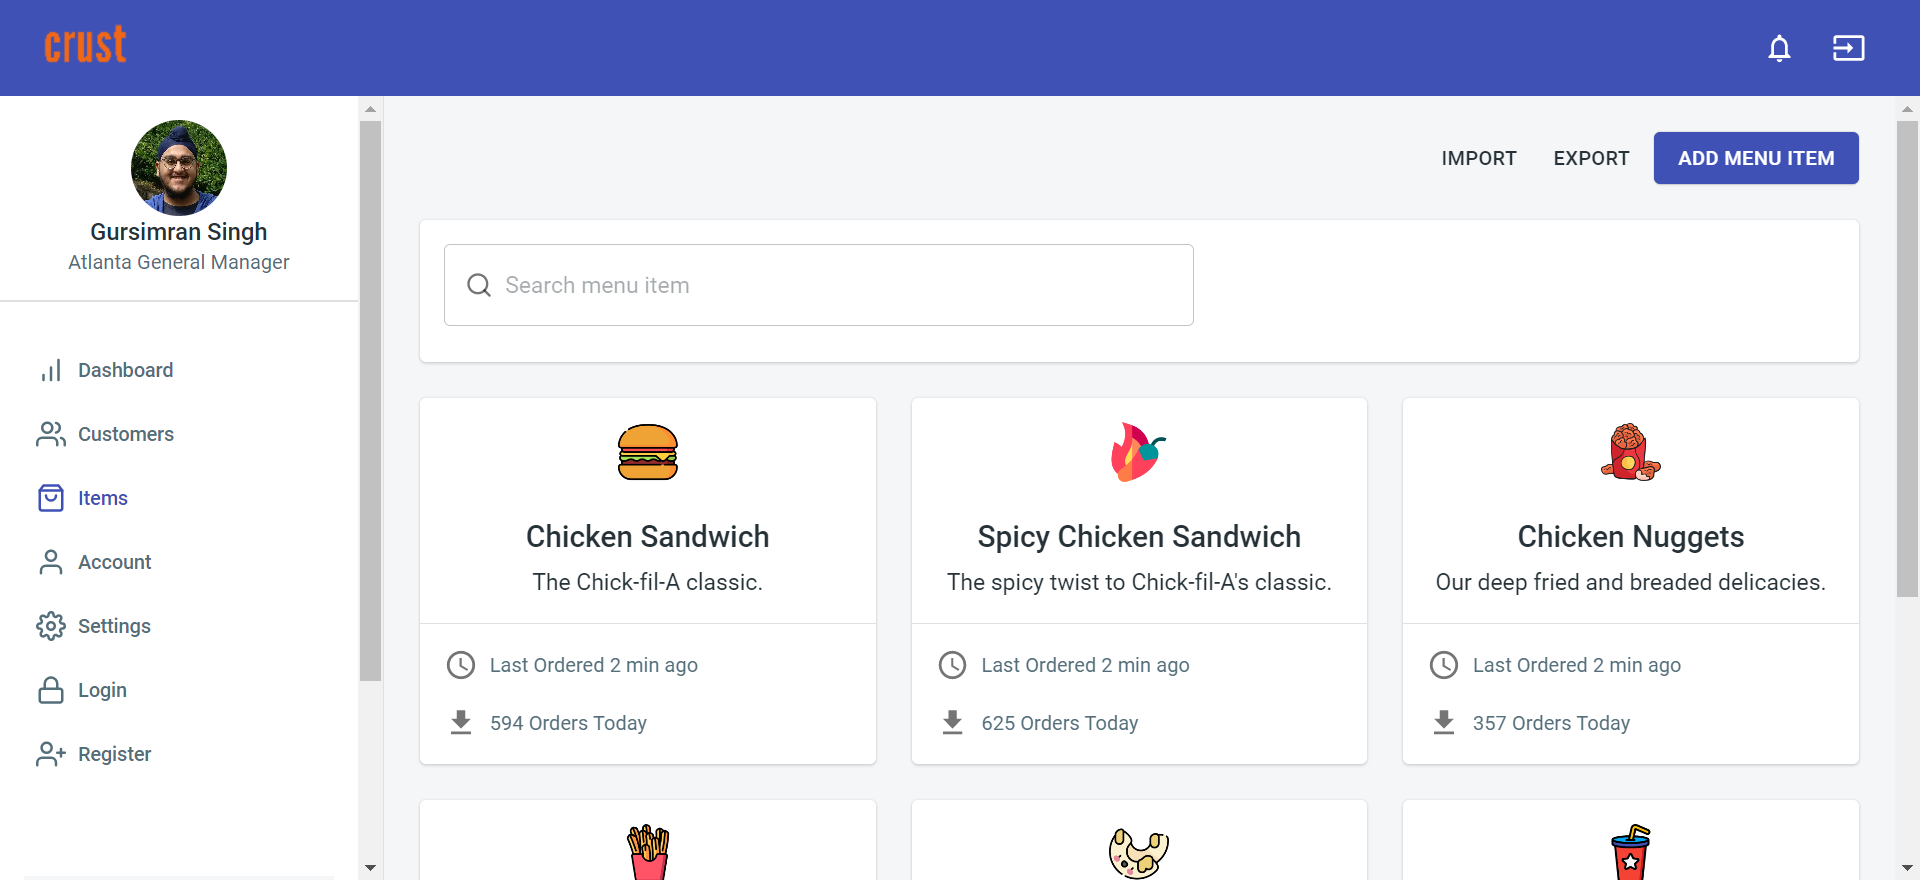 crust
Gursimran Singh
Atlanta General Manager
Dashboard
Customers
Items
Account
Settings
Login
Register
IMPORT
EXPORT
ADD MENU ITEM
Search menu item
Chicken Sandwich
The Chick-fil-A classic.
Last Ordered 2 min ago
594 Orders Today
Spicy Chicken Sandwich
The spicy twist to Chick-fil-A's classic.
Last Ordered 2 min ago
625 Orders Today
Chicken Nuggets
Our deep fried and breaded delicacies.
Last Ordered 2 min ago
357 Orders Today